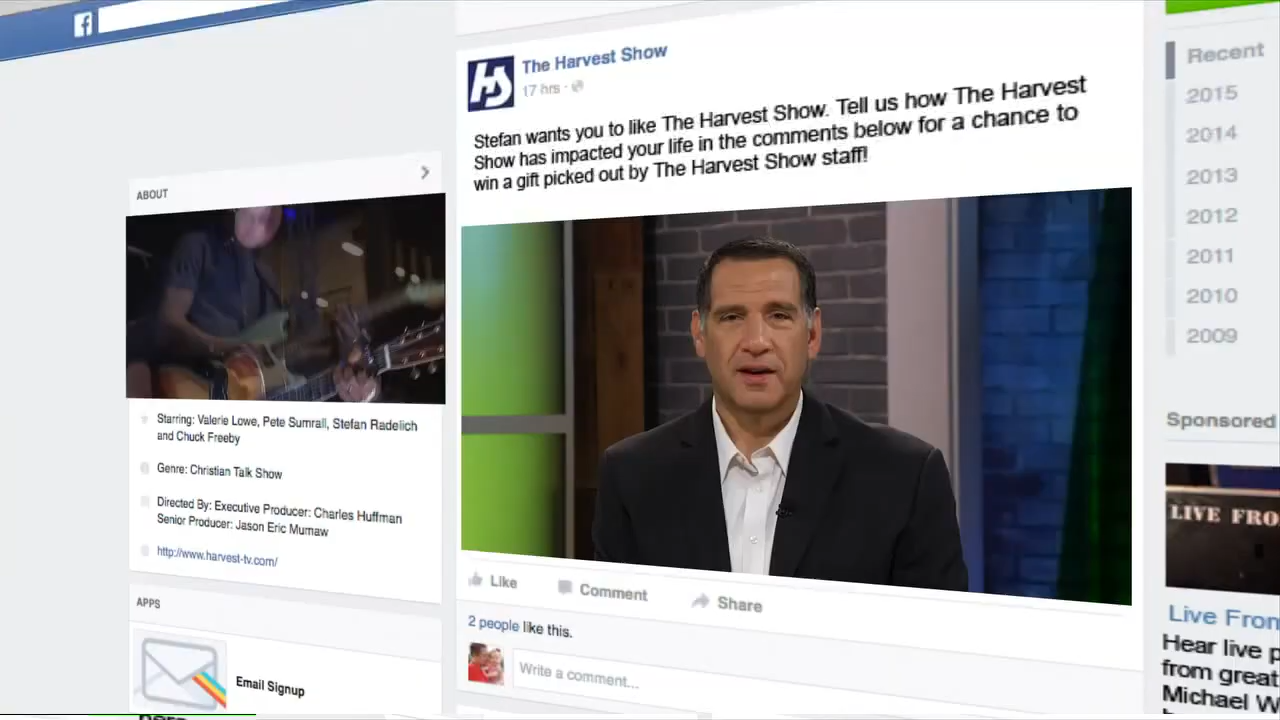 f
HS
The Harvest Show
17 hrs ·
Stefan wants you to like The Harvest Show. Tell us how The Harvest
Show has impacted your life in the comments below for a chance to
win a gift picked out by The Harvest Show staff!
ABOUT
Starring: Valerie Lowe, Pete Sumrall, Stefan Radelich
and Chuck Freeby
Genre: Christian Talk Show
Directed By: Executive Producer: Charles Huffman
Senior Producer: Jason Eric Mumaw
http://www.harvest-tv.com/
APPS
Email Signup
Like
Comment
Share
2 people like this.
Write a comment...
Recent
2015
2014
2013
2012
2011
2010
2009
Sponsored
LIVE FRO
Live From
Hear live p
from great
Michael W